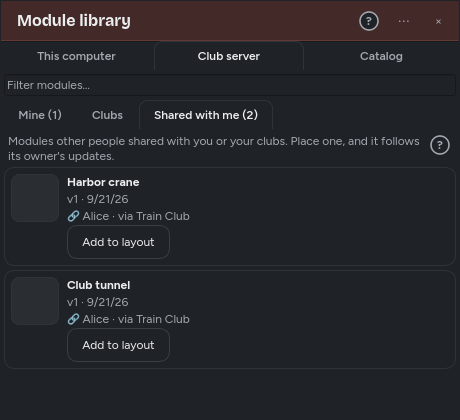 Module library
? ... ×
This computer Club server Catalog
Filter modules...
Mine (1) Clubs Shared with me (2)
Modules other people shared with you or your clubs. Place one, and it follows
its owner's updates.
?
Harbor crane
v1 · 9/21/26
🔗 Alice · via Train Club
Add to layout
Club tunnel
v1 · 9/21/26
🔗 Alice · via Train Club
Add to layout